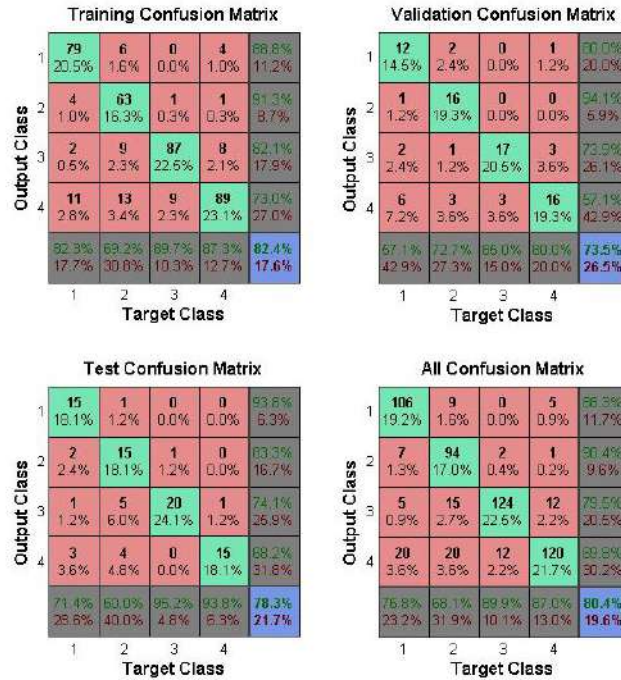 Training Confusion Matrix
79 6 0 4 88.8%
1
20.5% 1.6% 0.0% 1.0% 11.2%
4 63 1 1 91.3%
2
1.0% 16.3% 0.3% 0.3% 8.7%
2 9 87 8 82.1%
3
0.5% 2.3% 22.5% 2.1% 17.9%
11 13 9 89 73.0%
4
2.8% 3.4% 2.3% 23.1% 27.0%
82.3% 69.2% 89.7% 87.3% 82.4%
17.7% 30.8% 10.3% 12.7% 17.6%
1 2 3 4
Target Class
Output Class
Validation Confusion Matrix
12 2 0 1 80.0%
1
14.5% 2.4% 0.0% 1.2% 20.0%
1 16 0 0 94.1%
2
1.2% 19.3% 0.0% 0.0% 5.9%
2 1 17 3 73.9%
3
2.4% 1.2% 20.5% 3.6% 26.1%
6 3 3 16 57.1%
4
7.2% 3.6% 3.6% 19.3% 42.9%
57.1% 72.7% 85.0% 80.0% 73.5%
42.9% 27.3% 15.0% 20.0% 26.5%
1 2 3 4
Target Class
Output Class
Test Confusion Matrix
15 1 0 0 93.8%
1
18.1% 1.2% 0.0% 0.0% 6.3%
2 15 1 0 83.3%
2
2.4% 18.1% 1.2% 0.0% 16.7%
1 5 20 1 74.1%
3
1.2% 6.0% 24.1% 1.2% 25.9%
3 4 0 15 68.2%
4
3.6% 4.8% 0.0% 18.1% 31.8%
71.4% 60.0% 95.2% 93.8% 78.3%
28.6% 40.0% 4.8% 6.3% 21.7%
1 2 3 4
Target Class
Output Class
All Confusion Matrix
106 9 0 5 88.3%
1
19.2% 1.6% 0.0% 0.9% 11.7%
7 94 2 1 90.4%
2
1.3% 17.0% 0.4% 0.2% 9.6%
5 15 124 12 79.5%
3
0.9% 2.7% 22.5% 2.2% 20.5%
20 20 12 120 69.8%
4
3.6% 3.6% 2.2% 21.7% 30.2%
76.8% 68.1% 89.9% 87.0% 80.4%
23.2% 31.9% 10.1% 13.0% 19.6%
1 2 3 4
Target Class
Output Class